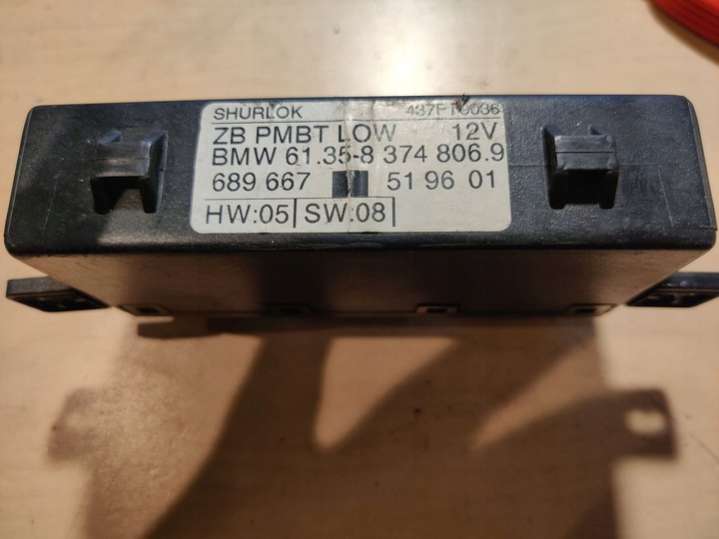 SHURLOK 437PT0036
ZB PMBT LOW 12V
BMW 61.35-8 374 806.9
689 667 51 96 01
HW:05 SW:08